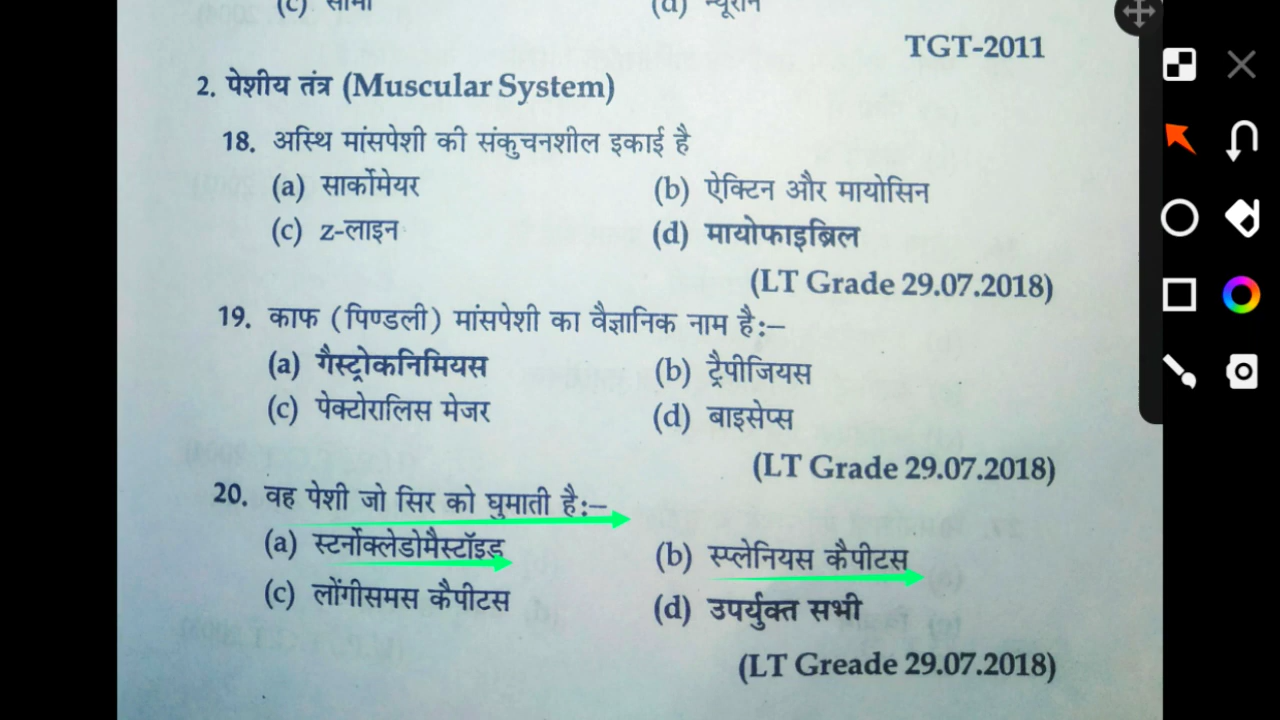 (c) सोमा (d) न्यूरॉन
TGT-2011
2. पेशीय तंत्र (Muscular System)
18. अस्थि मांसपेशी की संकुचनशील इकाई है
(a) सार्कोमेयर (b) ऐक्टिन और मायोसिन
(c) z-लाइन (d) मायोफाइब्रिल
(LT Grade 29.07.2018)
19. काफ (पिण्डली) मांसपेशी का वैज्ञानिक नाम है:–
(a) गैस्ट्रोकनिमियस (b) ट्रैपीजियस
(c) पेक्टोरालिस मेजर (d) बाइसेप्स
(LT Grade 29.07.2018)
20. वह पेशी जो सिर को घुमाती है:–
(a) स्टर्नोक्लेडोमैस्टॉइड (b) स्प्लेनियस कैपीटस
(c) लोंगीसमस कैपीटस (d) उपर्युक्त सभी
(LT Greade 29.07.2018)